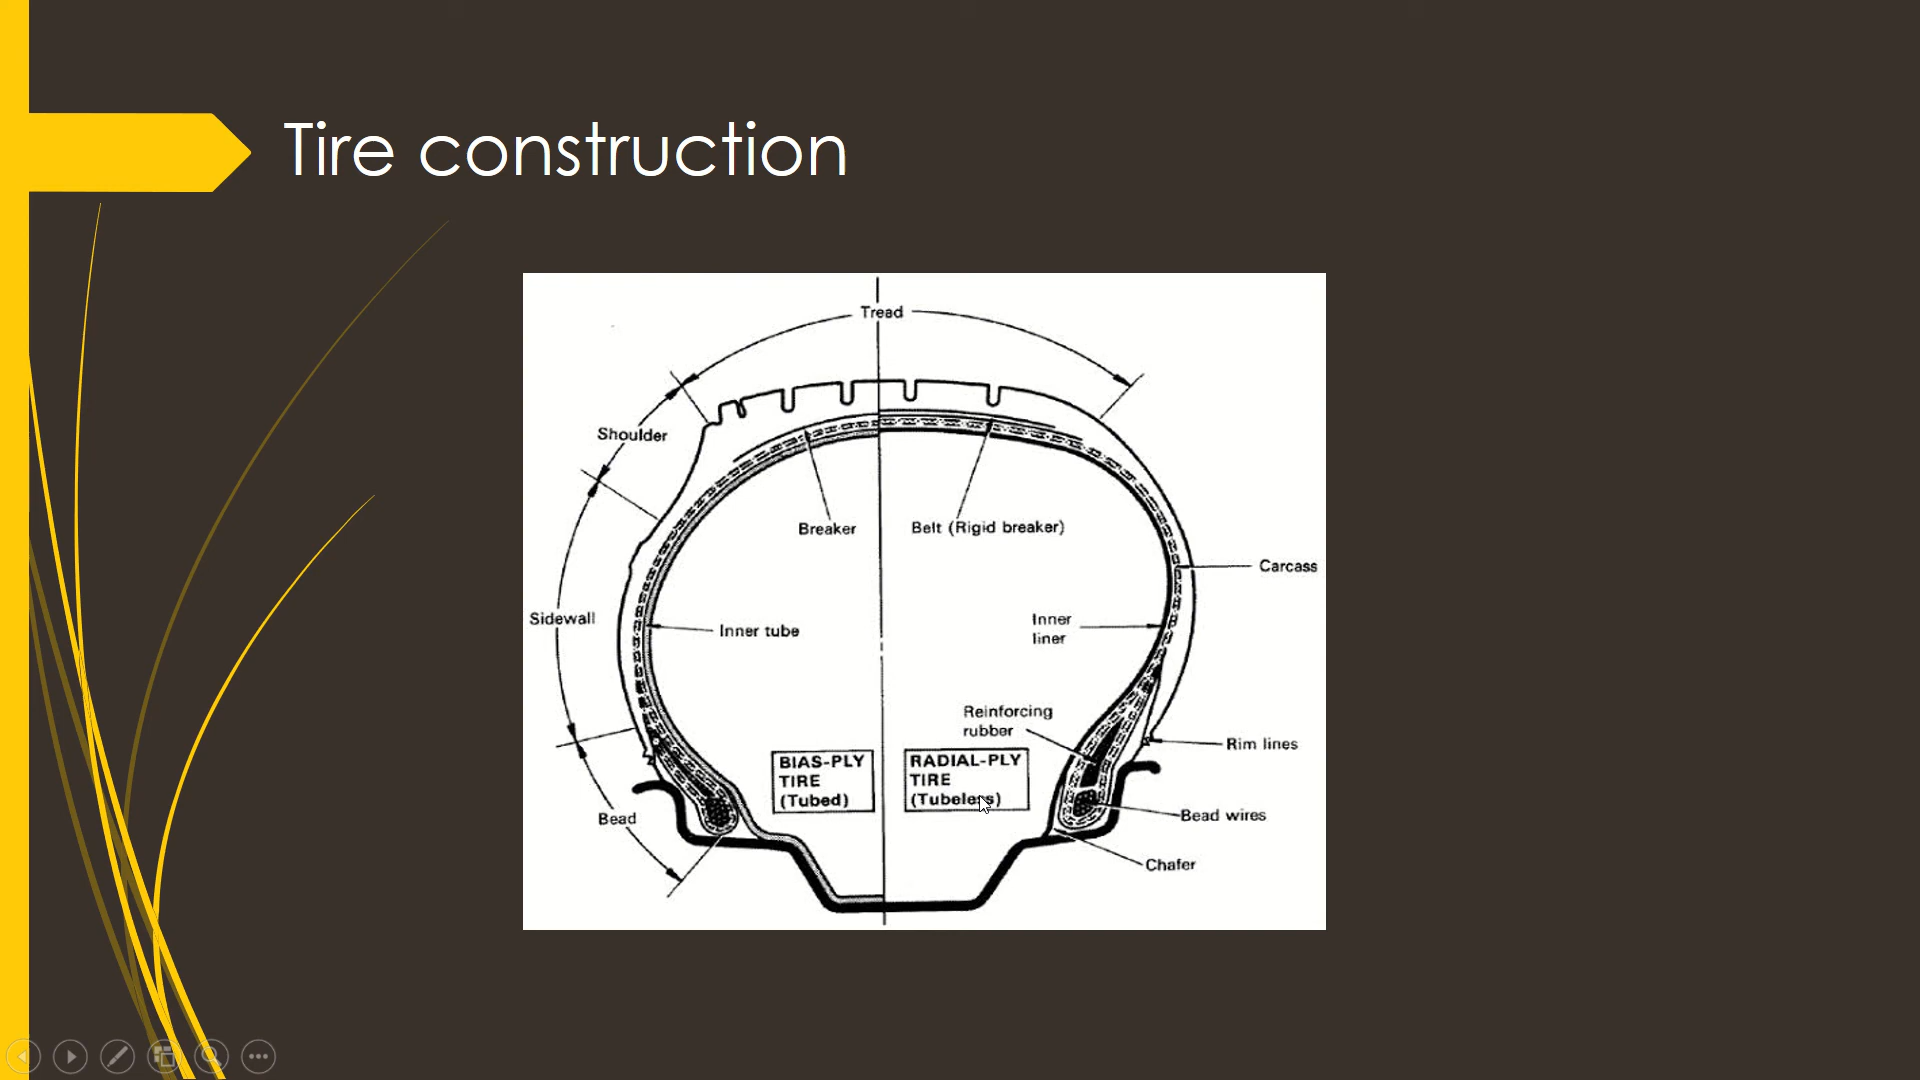 Tire construction
Tread
Shoulder
Breaker
Belt (Rigid breaker)
Carcass
Sidewall
Inner tube
Inner
liner
Reinforcing
rubber
Rim lines
BIAS-PLY
TIRE
(Tubed)
RADIAL-PLY
TIRE
(Tubeless)
Bead
Bead wires
Chafer